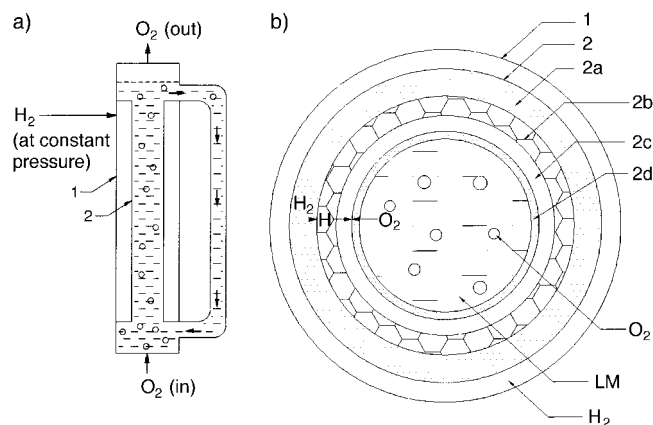 a)
O₂ (out)
H₂
(at constant
pressure)
1
2
O₂ (in)
b)
1
2
2a
2b
2c
2d
H₂
H
O₂
O₂
LM
H₂